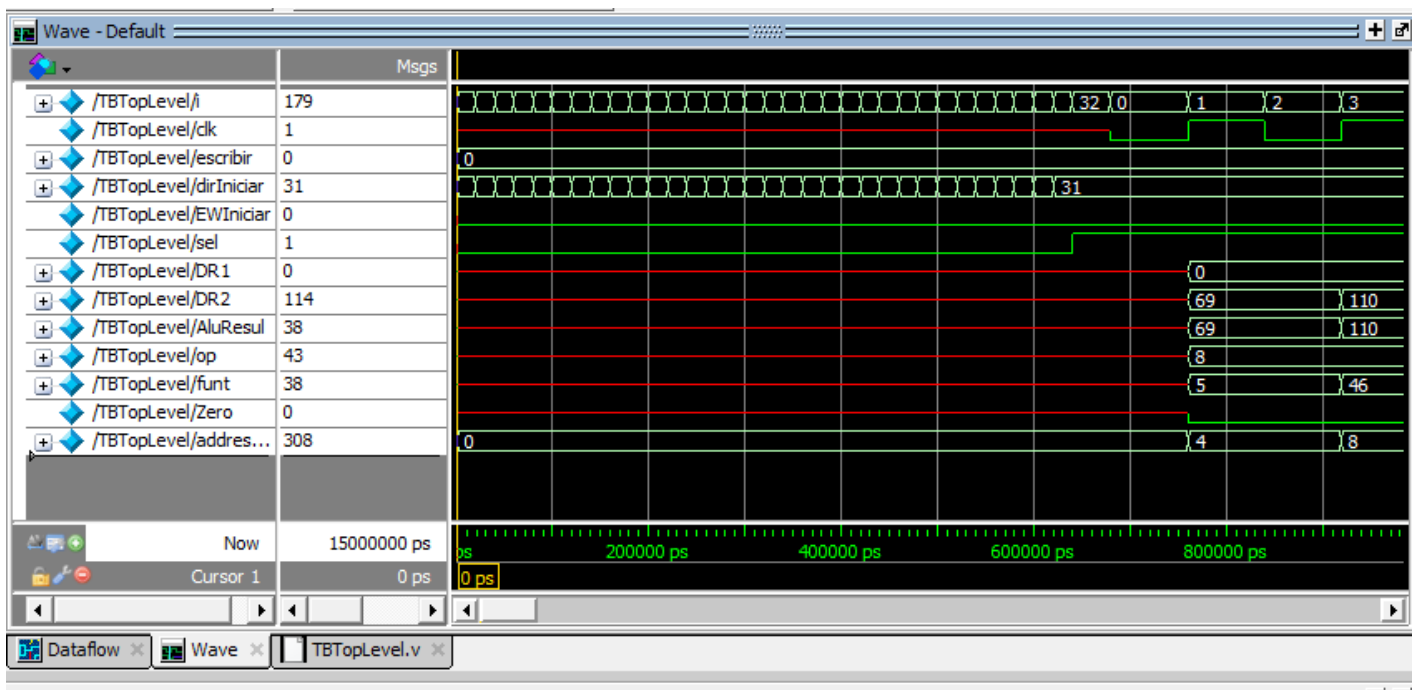 Wave - Default
Msgs
/TBTopLevel/i 179 32 0 1 2 3
/TBTopLevel/clk 1
/TBTopLevel/escribir 0 0
/TBTopLevel/dirIniciar 31 31
/TBTopLevel/EWIniciar 0
/TBTopLevel/sel 1
/TBTopLevel/DR1 0 0
/TBTopLevel/DR2 114 69 110
/TBTopLevel/AluResul 38 69 110
/TBTopLevel/op 43 8
/TBTopLevel/funt 38 5 46
/TBTopLevel/Zero 0
/TBTopLevel/addres... 308 0 4 8
Now 15000000 ps ps 200000 ps 400000 ps 600000 ps 800000 ps
Cursor 1 0 ps 0 ps
Dataflow Wave TBTopLevel.v